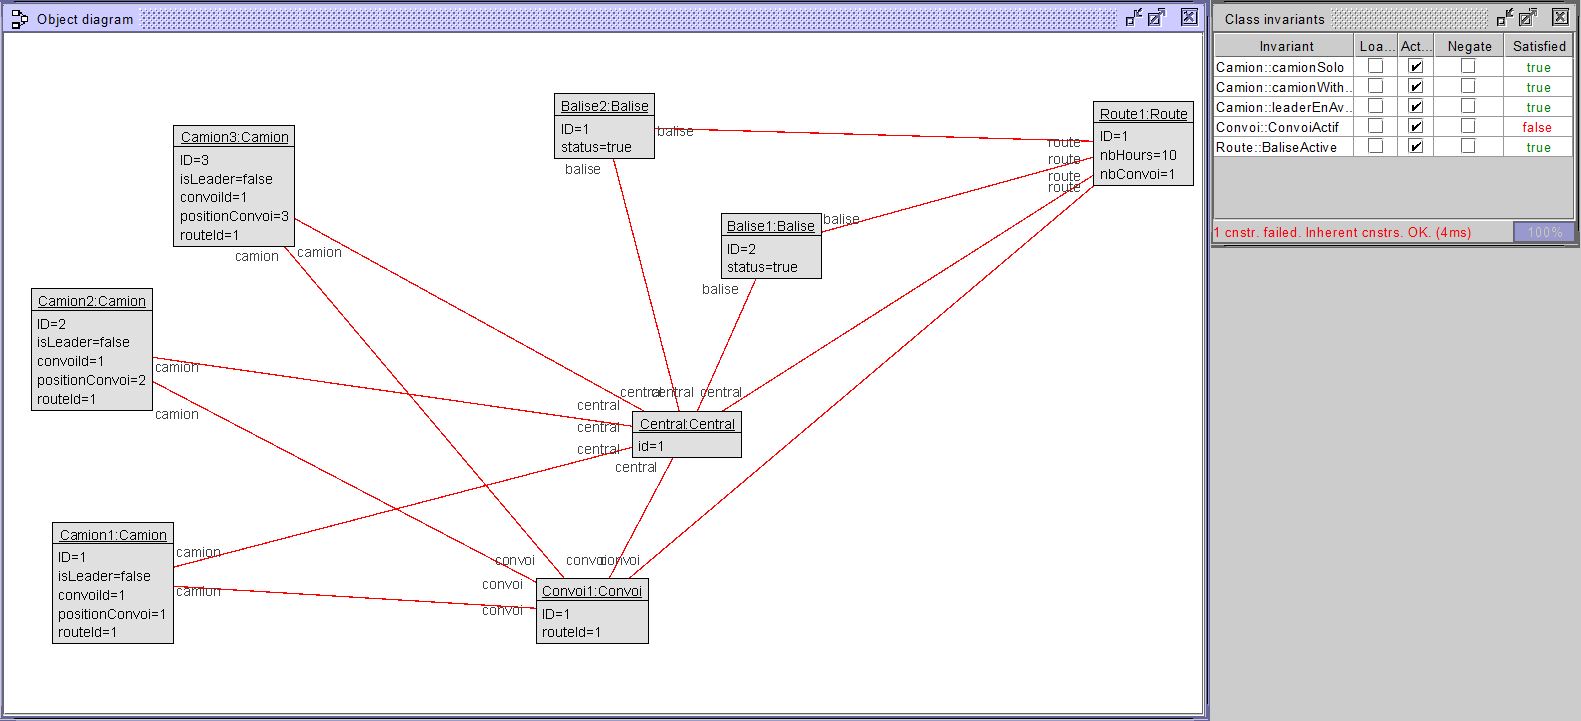 Object diagram
Balise2:Balise
ID=1
status=true
balise
balise
Route1:Route
ID=1
nbHours=10
nbConvoi=1
route
route
route
route
Camion3:Camion
ID=3
isLeader=false
convoiId=1
positionConvoi=3
routeId=1
camion
camion
Balise1:Balise
ID=2
status=true
balise
balise
Camion2:Camion
ID=2
isLeader=false
convoiId=1
positionConvoi=2
routeId=1
camion
camion
central
central
central
central
central
central
central
Central:Central
id=1
Camion1:Camion
ID=1
isLeader=false
convoiId=1
positionConvoi=1
routeId=1
camion
camion
convoi
convoi
convoi
convoi
convoi
Convoi1:Convoi
ID=1
routeId=1
Class invariants
Invariant Loa... Act... Negate Satisfied
Camion::camionSolo true
Camion::camionWith.. true
Camion::leaderEnAv.. true
Convoi::ConvoiActif false
Route::BaliseActive true
1 cnstr. failed. Inherent cnstrs. OK. (4ms) 100%